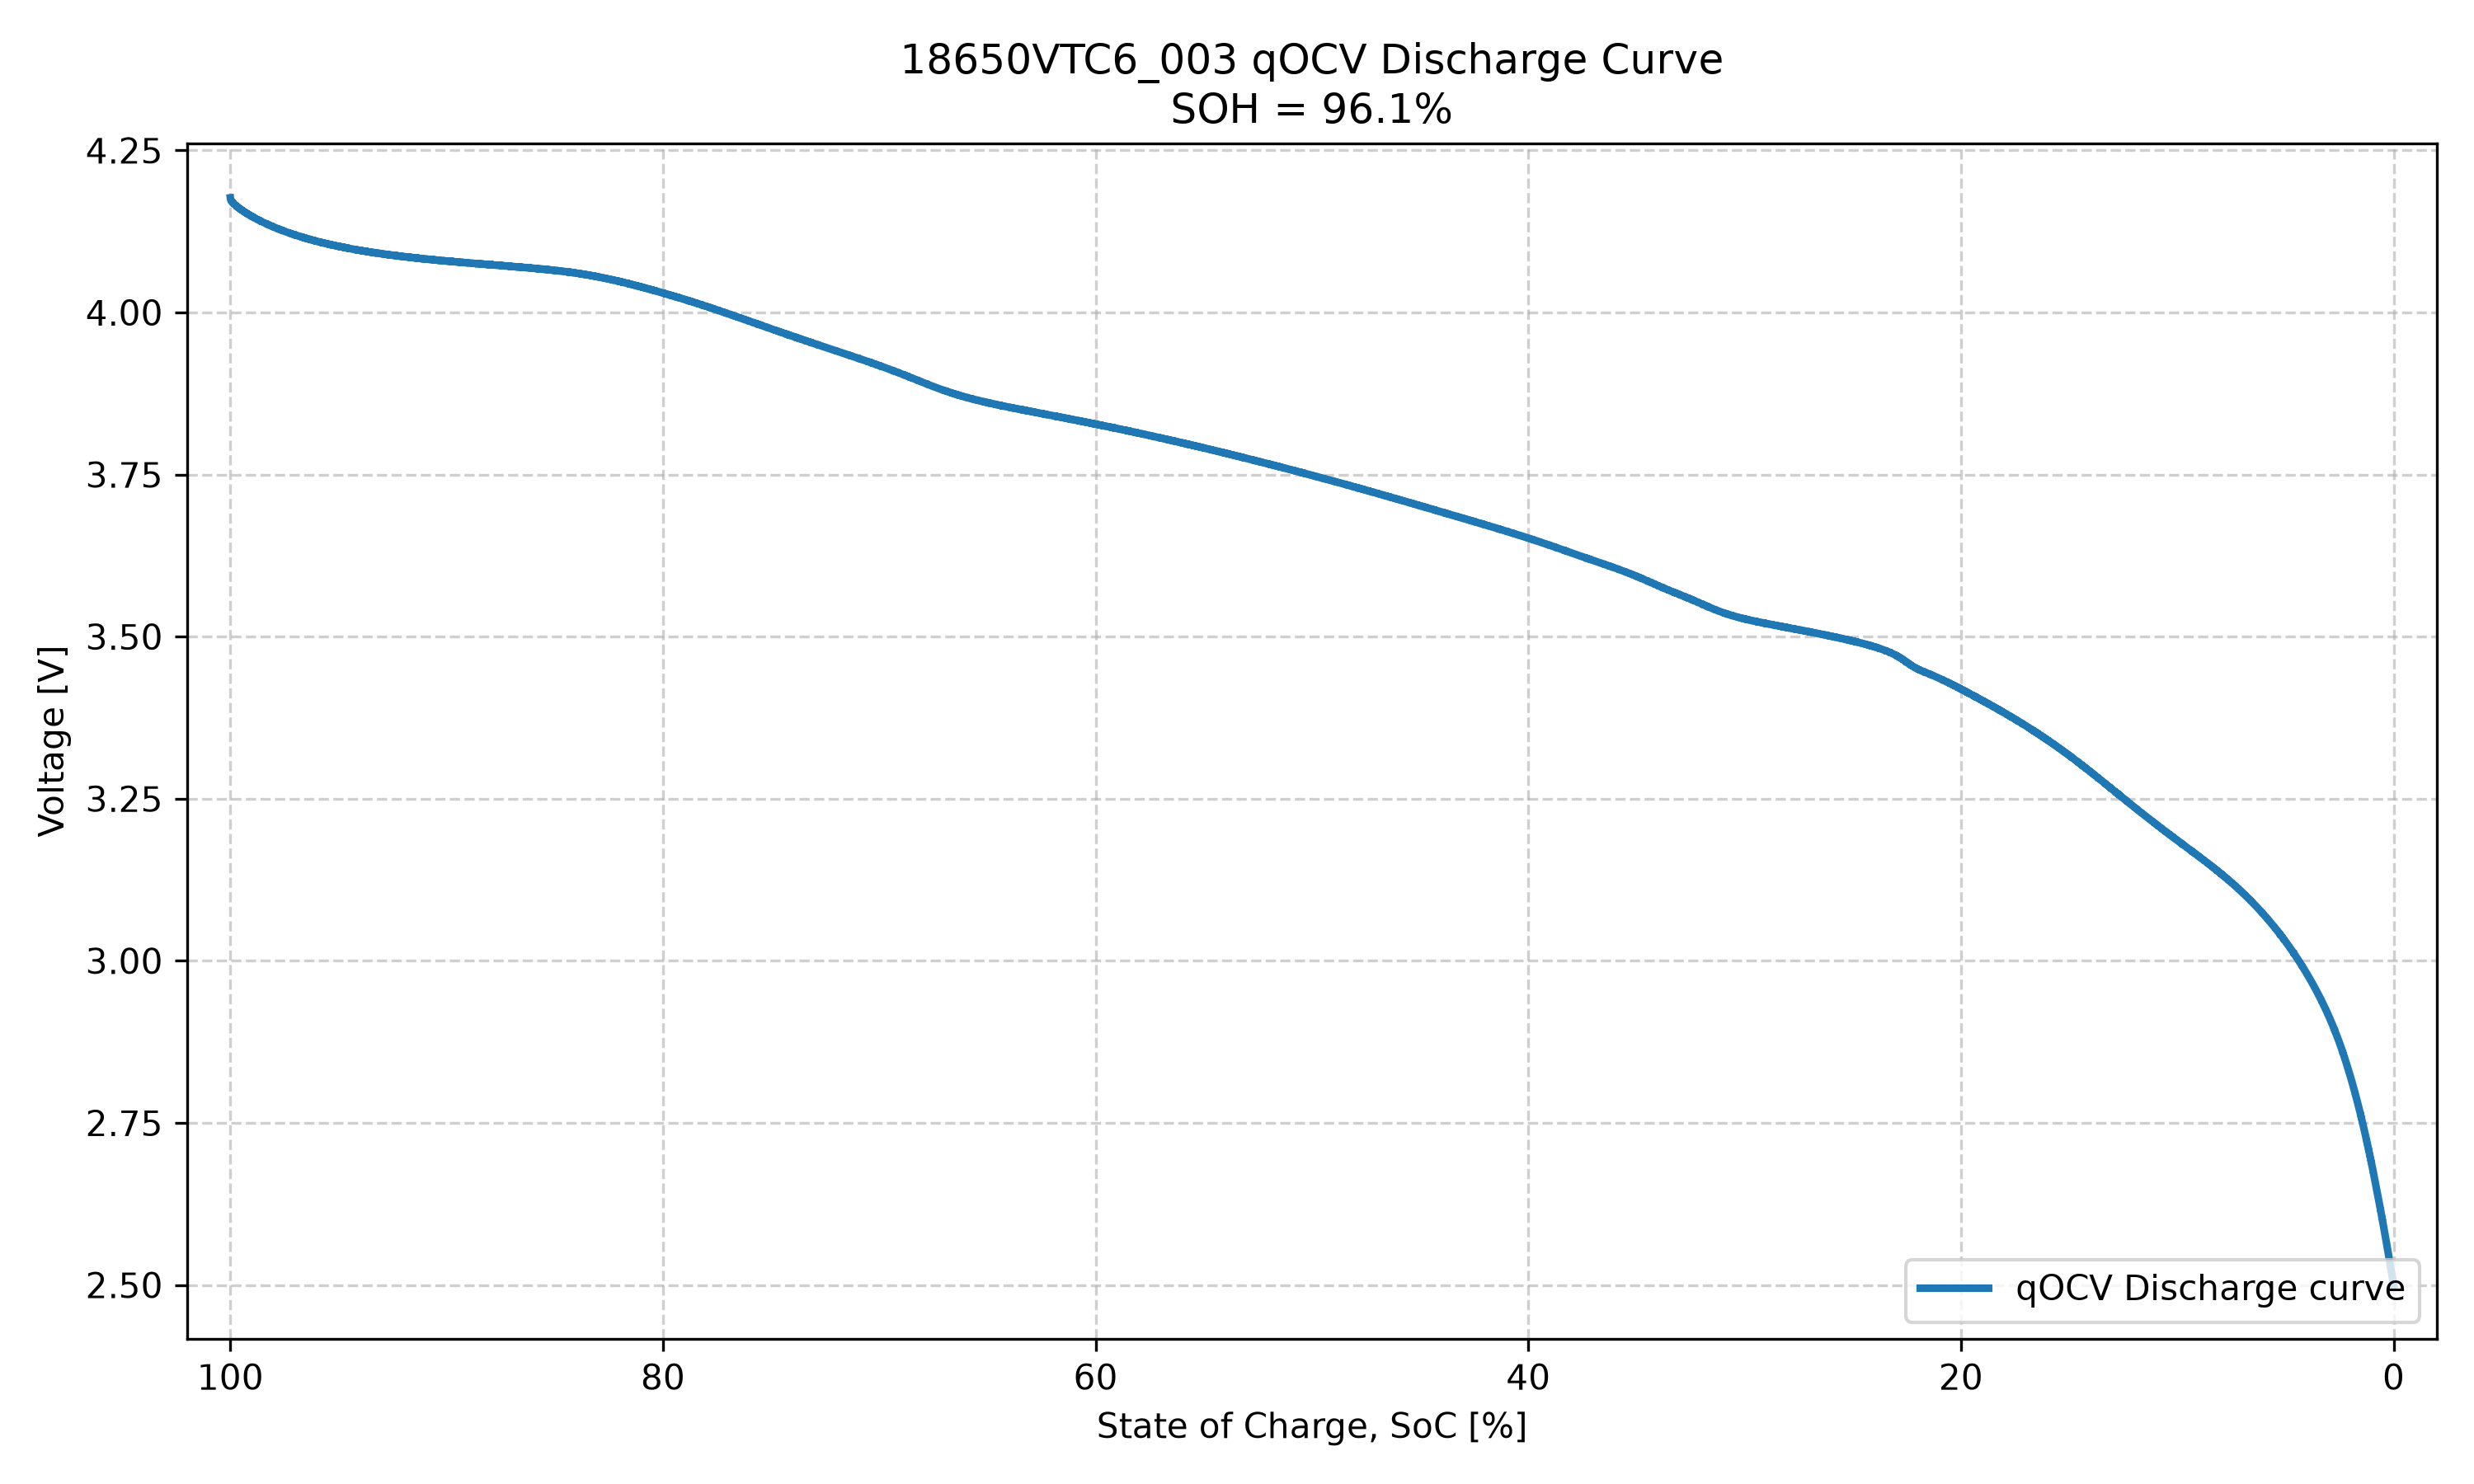 18650VTC6_003 qOCV Discharge Curve
SOH = 96.1%
4.25
4.00
3.75
3.50
3.25
3.00
2.75
2.50
Voltage [V]
qOCV Discharge curve
100 80 60 40 20 0
State of Charge, SoC [%]